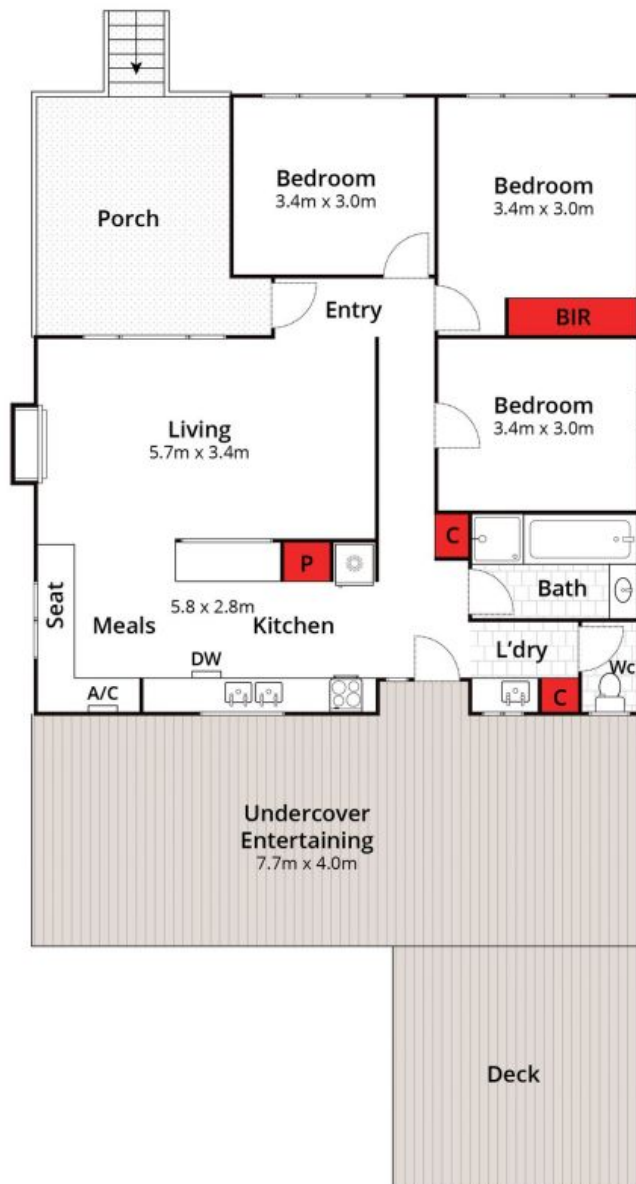 Bedroom
3.4m x 3.0m
Bedroom
3.4m x 3.0m
Porch
Entry
BIR
Living
5.7m x 3.4m
Bedroom
3.4m x 3.0m
C
P
Bath
Seat
5.8 x 2.8m
Meals
Kitchen
L'dry
Wc
DW
A/C
C
Undercover
Entertaining
7.7m x 4.0m
Deck